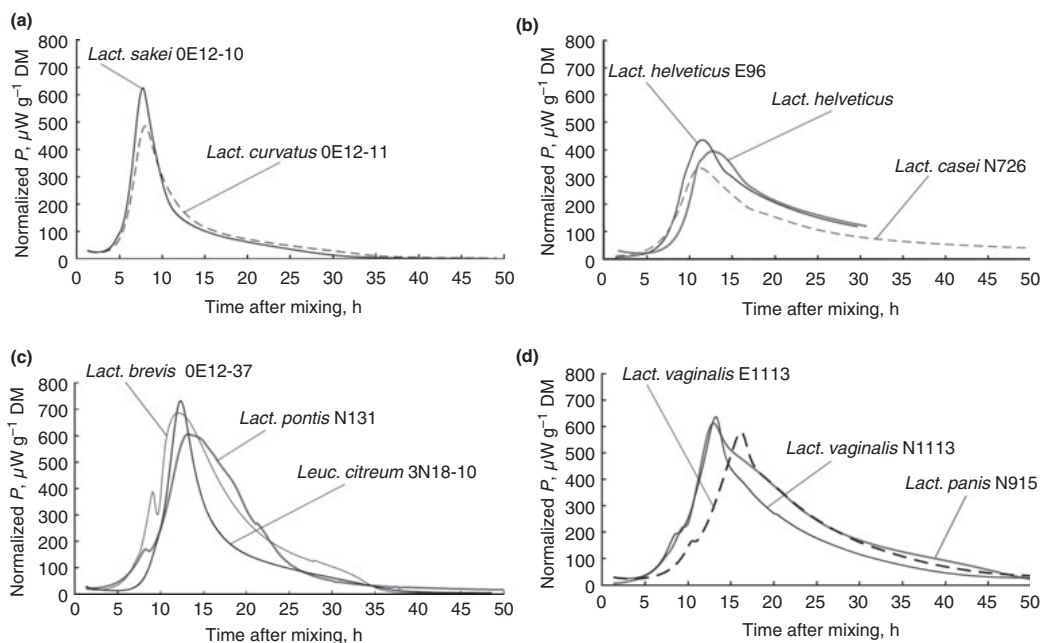 (a)
800
700
600
500
400
300
200
100
0
Normalized P, µW g⁻¹ DM
Lact. sakei 0E12-10
Lact. curvatus 0E12-11
0 5 10 15 20 25 30 35 40 45 50
Time after mixing, h
(b)
800
700
600
500
400
300
200
100
0
Normalized P, µW g⁻¹ DM
Lact. helveticus E96
Lact. helveticus
Lact. casei N726
0 5 10 15 20 25 30 35 40 45 50
Time after mixing, h
(c)
800
700
600
500
400
300
200
100
0
Normalized P, µW g⁻¹ DM
Lact. brevis 0E12-37
Lact. pontis N131
Leuc. citreum 3N18-10
0 5 10 15 20 25 30 35 40 45 50
Time after mixing, h
(d)
800
700
600
500
400
300
200
100
0
Normalized P, µW g⁻¹ DM
Lact. vaginalis E1113
Lact. vaginalis N1113
Lact. panis N915
0 5 10 15 20 25 30 35 40 45 50
Time after mixing, h